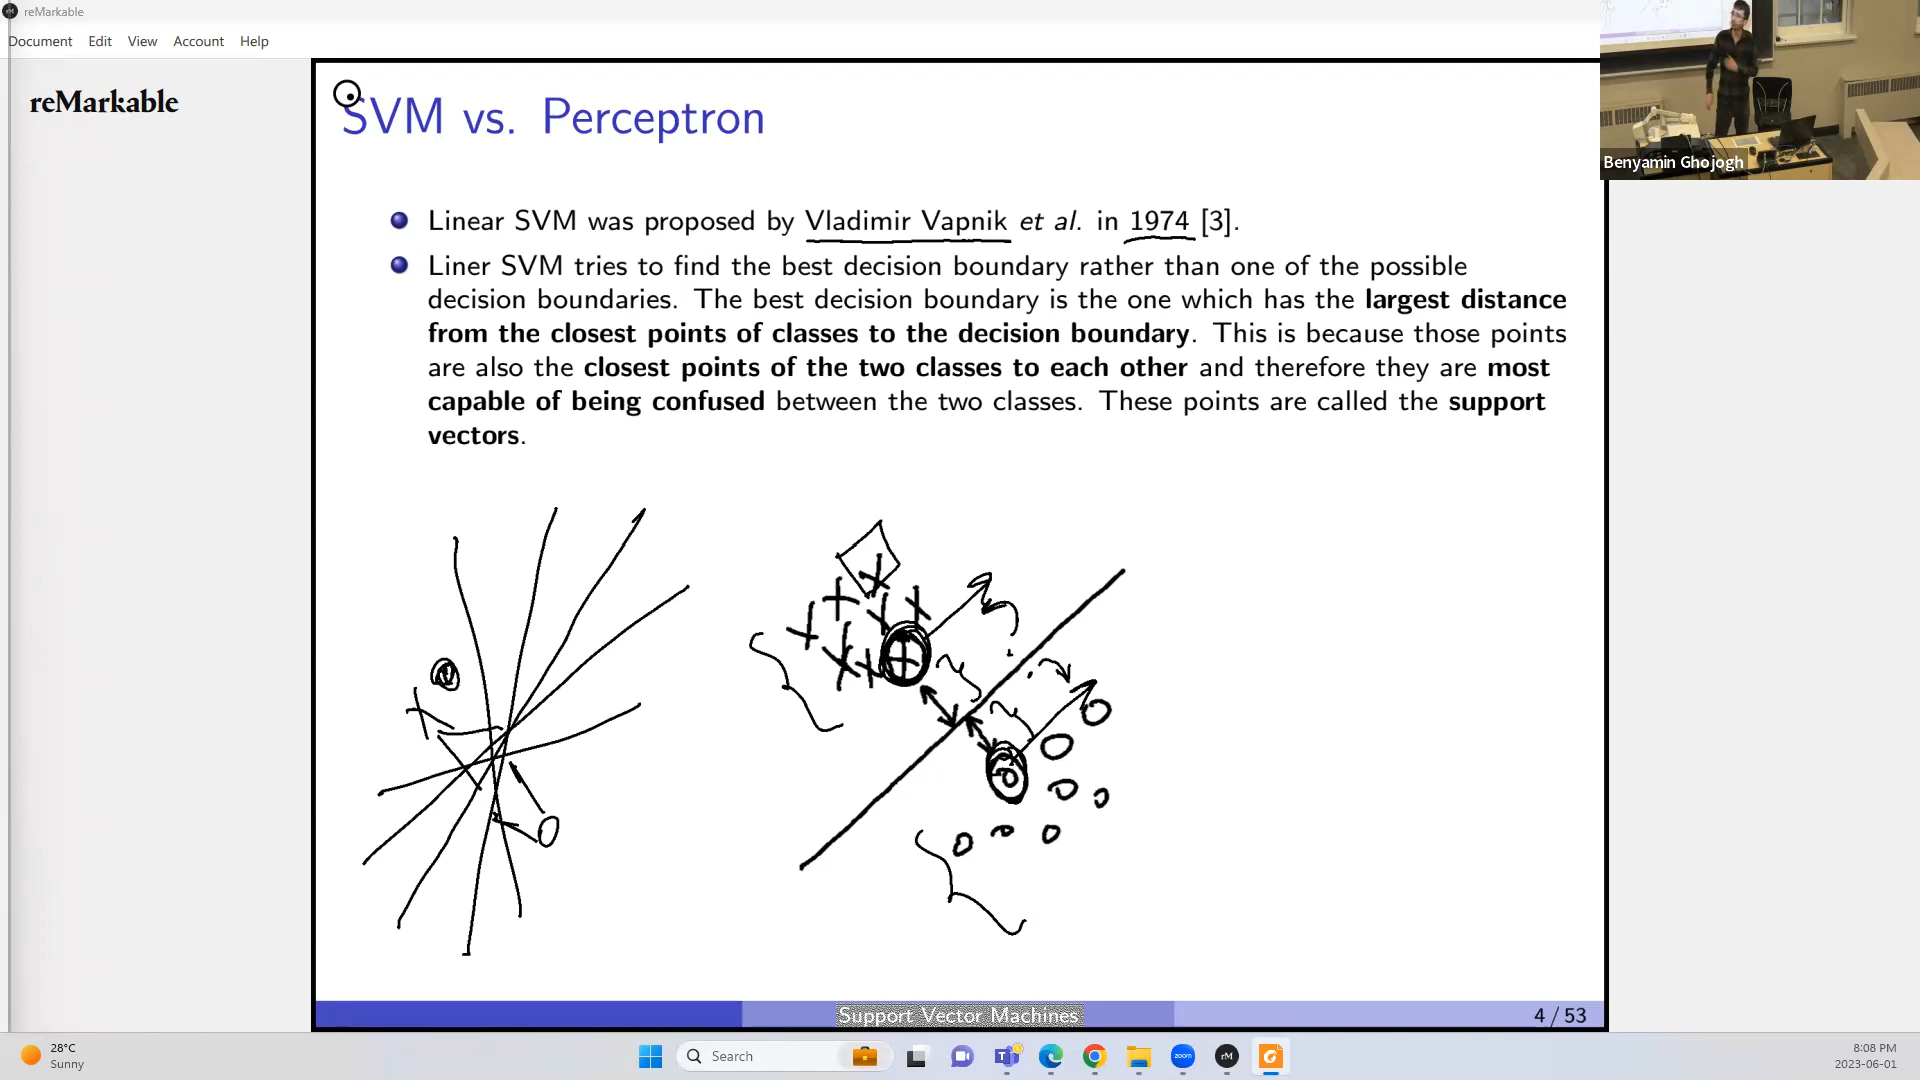 reMarkable
Document Edit View Account Help
reMarkable
SVM vs. Perceptron
Linear SVM was proposed by Vladimir Vapnik et al. in 1974 [3].
Liner SVM tries to find the best decision boundary rather than one of the possible
decision boundaries. The best decision boundary is the one which has the largest distance
from the closest points of classes to the decision boundary. This is because those points
are also the closest points of the two classes to each other and therefore they are most
capable of being confused between the two classes. These points are called the support
vectors.
Benyamin Ghojogh
Support Vector Machines
4 / 53
28°C
Sunny
Search
zoom
rM
8:08 PM
2023-06-01